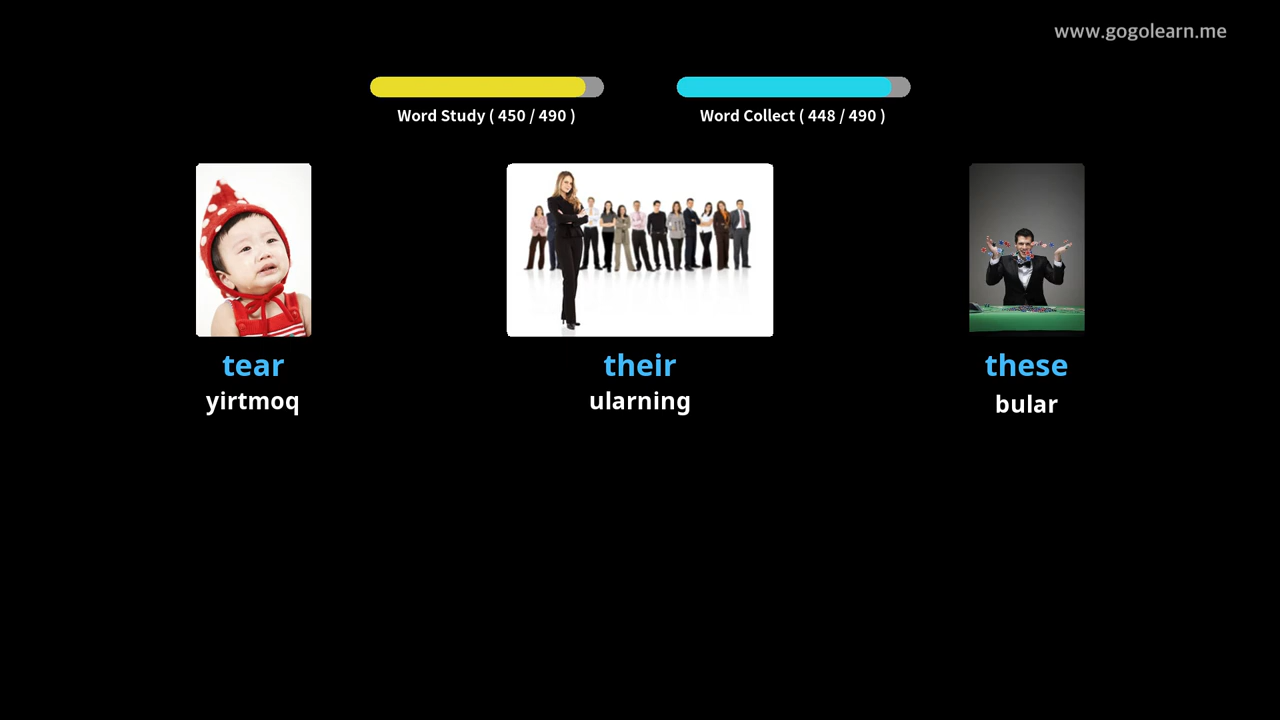 www.gogolearn.me
Word Study ( 450 / 490 )
Word Collect ( 448 / 490 )
tear
their
these
yirtmoq
ularning
bular